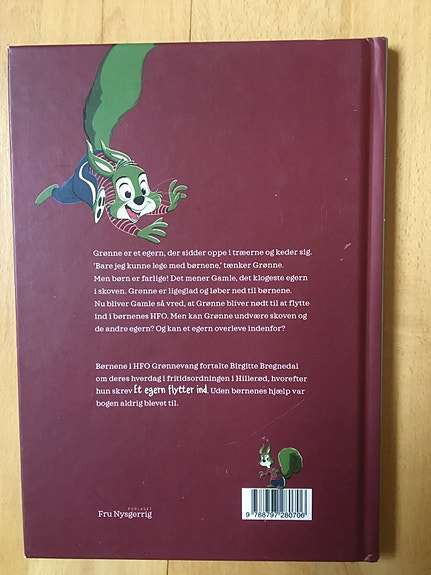 Grønne er et egern, der sidder oppe i træerne og keder sig.
'Bare jeg kunne lege med børnene,' tænker Grønne.
Men børn er farlige! Det mener Gamle, det klogeste egern
i skoven. Grønne er ligeglad og løber ned til børnene.
Nu bliver Gamle så vred, at Grønne bliver nødt til at flytte
ind i børnenes HFO. Men kan Grønne undvære skoven og
de andre egern? Og kan et egern overleve indenfor?
Børnene i HFO Grønnevang fortalte Birgitte Bregnedal
om deres hverdag i fritidsordningen i Hillerød, hvorefter
hun skrev Et egern flytter ind. Uden børnenes hjælp var
bogen aldrig blevet til.
FORLAGET
Fru Nysgerrig
9 788797 280706